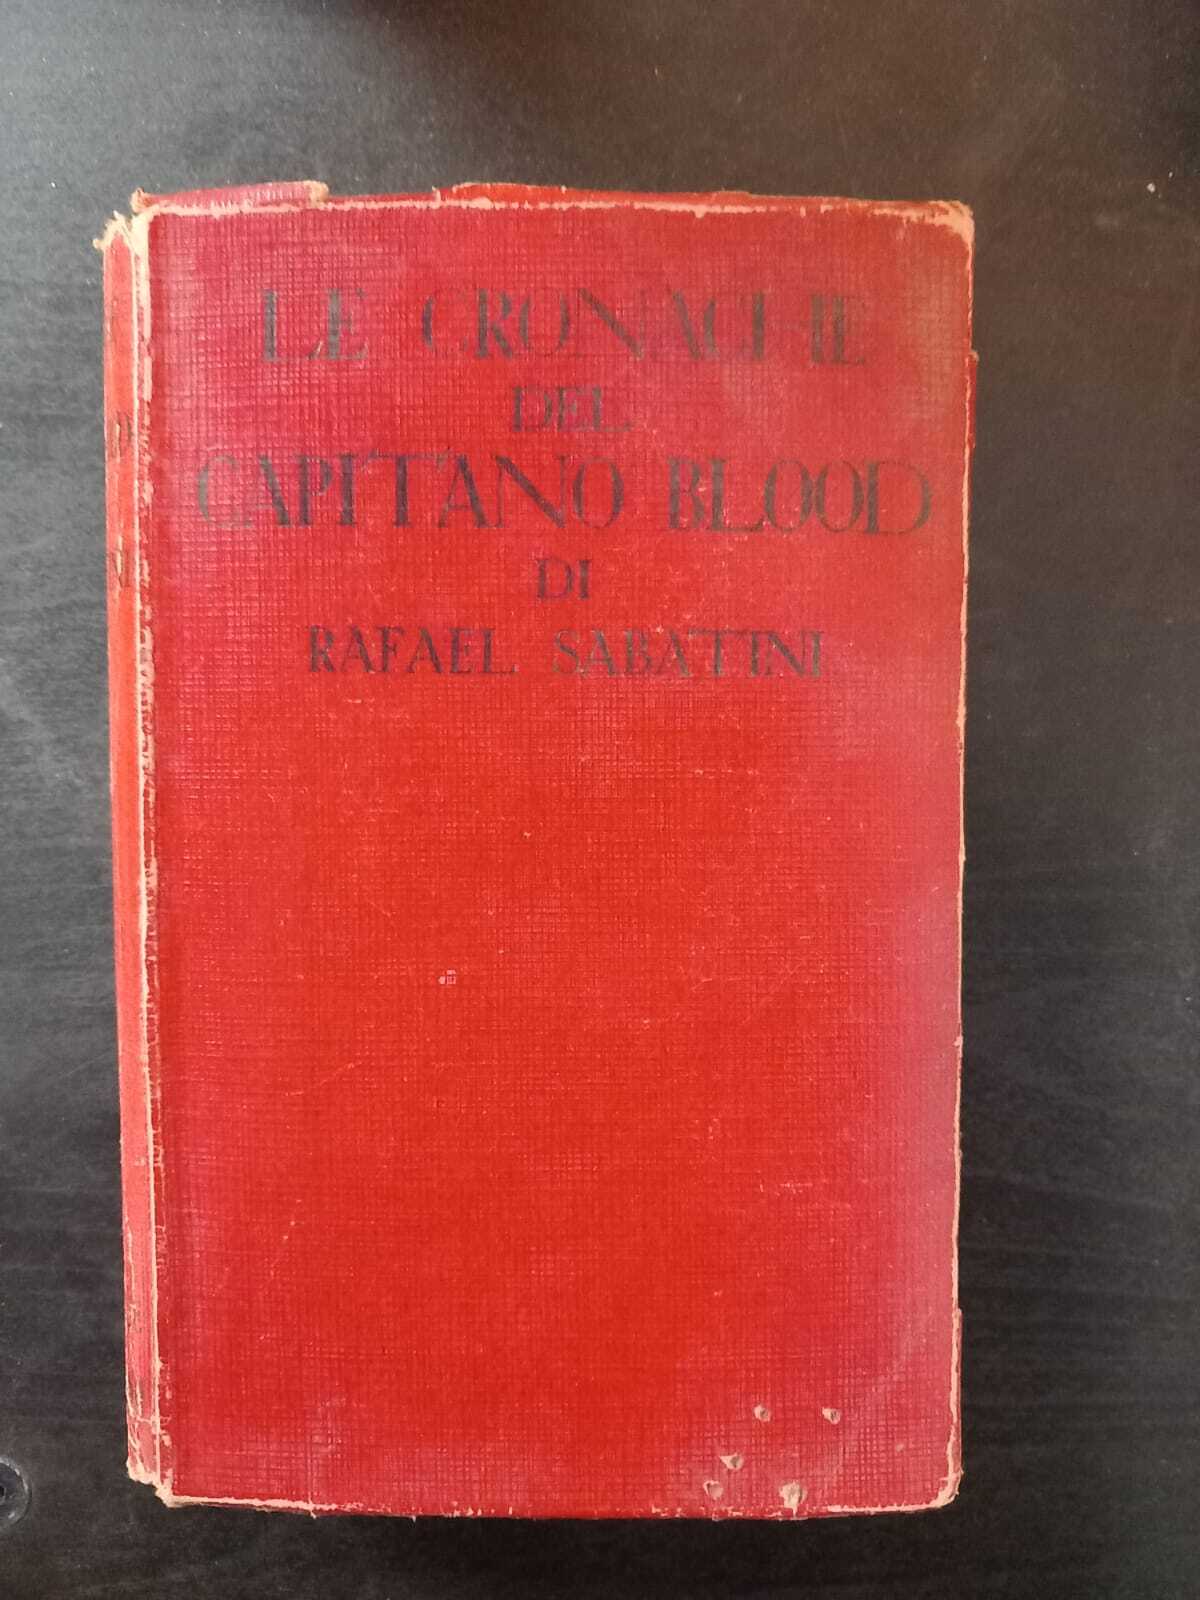 LE CRONACHE
DEL
CAPITANO BLOOD
DI
RAFAEL SABATINI